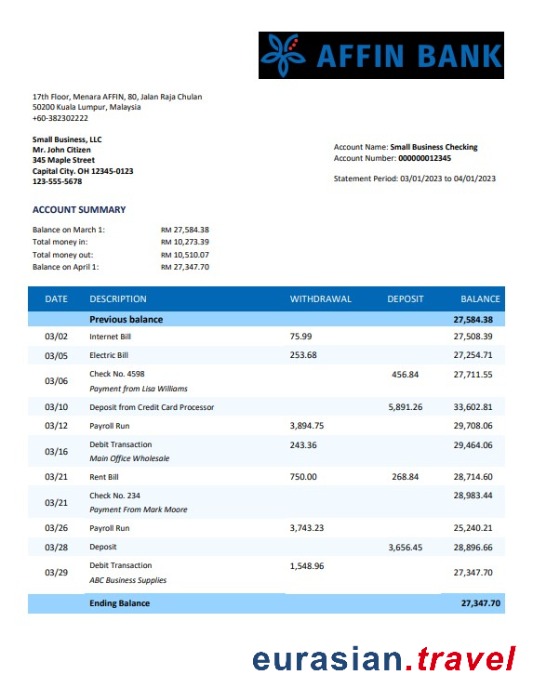 AFFIN BANK
17th Floor, Menara AFFIN, 80, Jalan Raja Chulan
50200 Kuala Lumpur, Malaysia
+60-382302222
Small Business, LLC
Mr. John Citizen
345 Maple Street
Capital City. OH 12345-0123
123-555-5678
Account Name: Small Business Checking
Account Number: 000000012345
Statement Period: 03/01/2023 to 04/01/2023
ACCOUNT SUMMARY
Balance on March 1: RM 27,584.38
Total money in: RM 10,273.39
Total money out: RM 10,510.07
Balance on April 1: RM 27,347.70
DATE DESCRIPTION WITHDRAWAL DEPOSIT BALANCE
Previous balance 27,584.38
03/02 Internet Bill 75.99 27,508.39
03/05 Electric Bill 253.68 27,254.71
03/06 Check No. 4598 456.84 27,711.55
Payment from Lisa Williams
03/10 Deposit from Credit Card Processor 5,891.26 33,602.81
03/12 Payroll Run 3,894.75 29,708.06
03/16 Debit Transaction 243.36 29,464.06
Main Office Wholesale
03/21 Rent Bill 750.00 268.84 28,714.60
03/21 Check No. 234 28,983.44
Payment From Mark Moore
03/26 Payroll Run 3,743.23 25,240.21
03/28 Deposit 3,656.45 28,896.66
03/29 Debit Transaction 1,548.96 27,347.70
ABC Business Supplies
Ending Balance 27,347.70
eurasian.travel